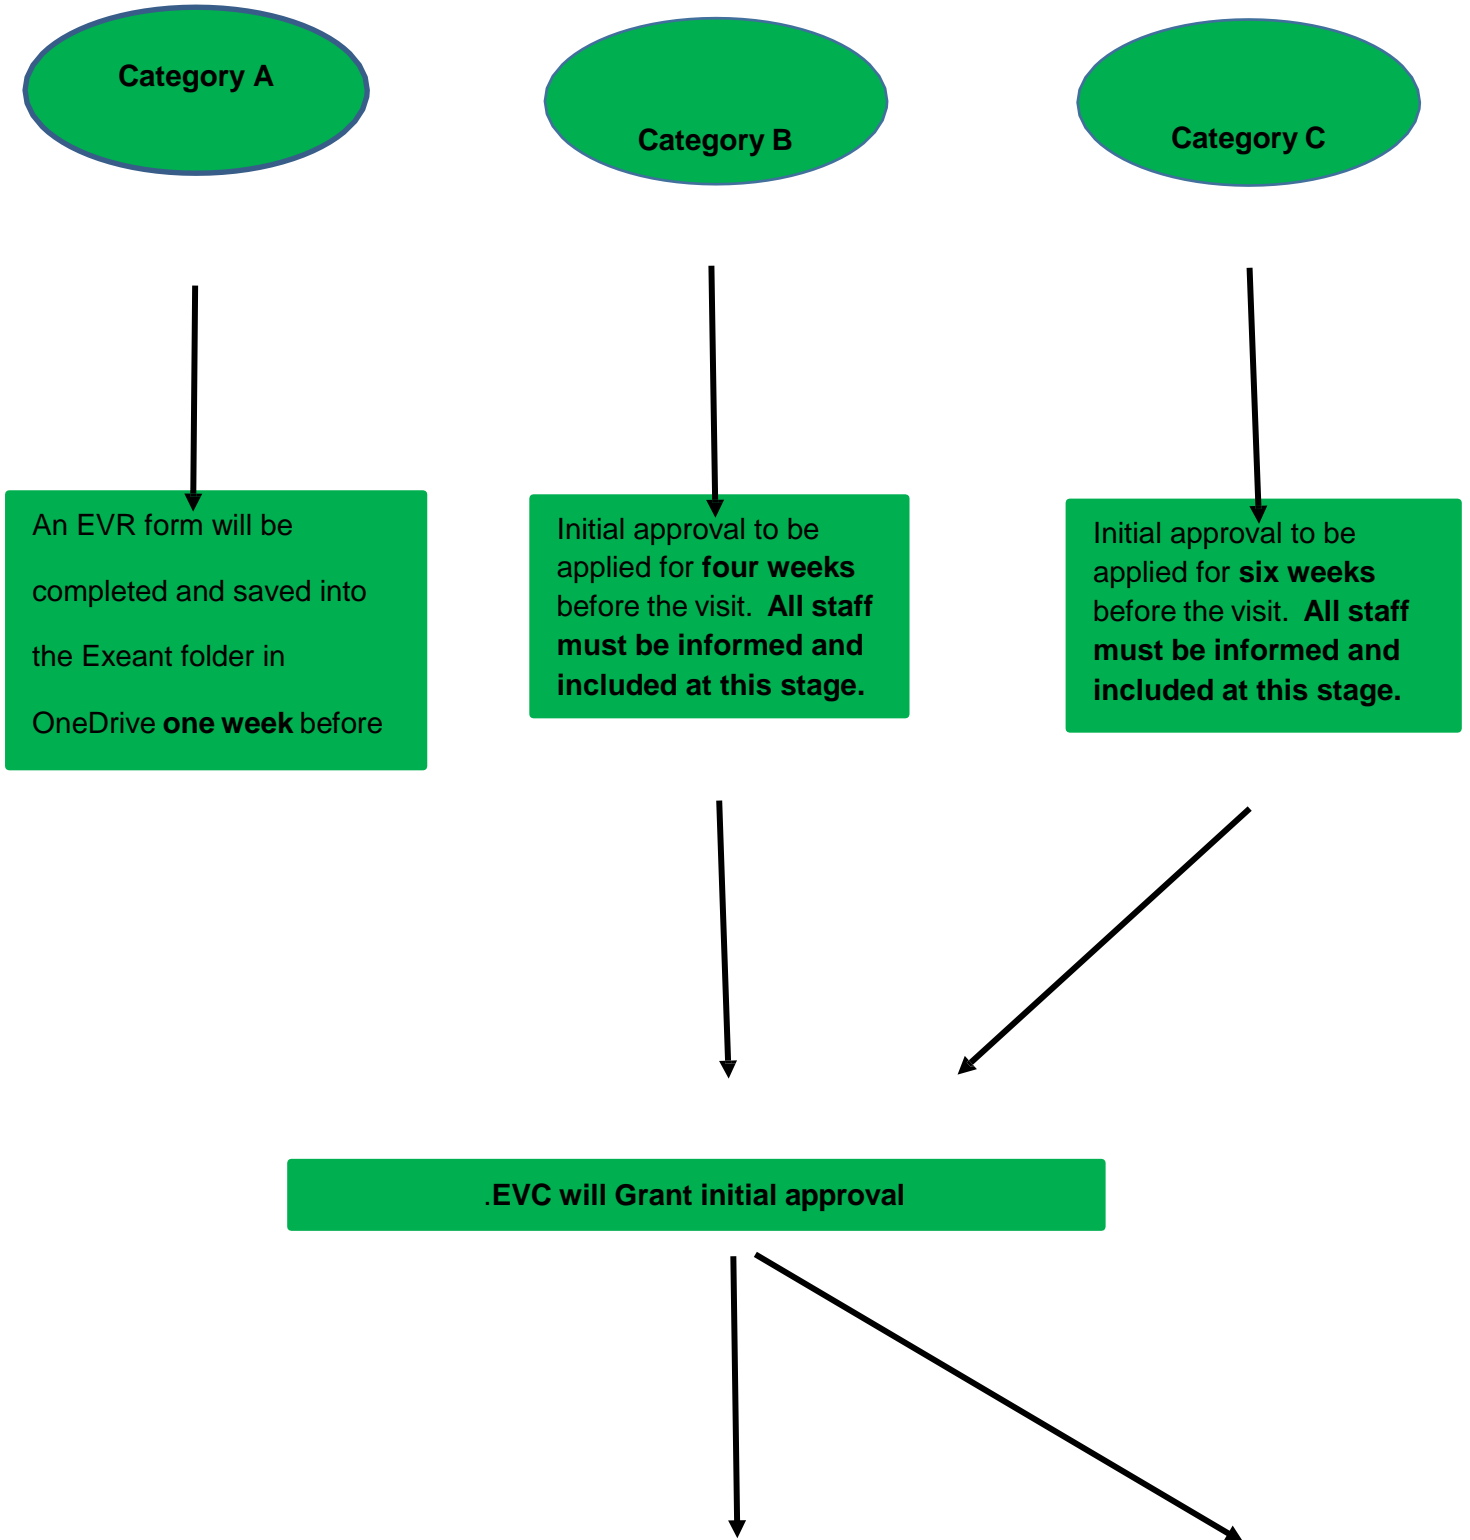 Category A
Category B
Category C
An EVR form will be
completed and saved into
the Exeant folder in
OneDrive one week before
Initial approval to be
applied for four weeks
before the visit.  All staff
must be informed and
included at this stage.
Initial approval to be
applied for six weeks
before the visit.  All staff
must be informed and
included at this stage.
.EVC will Grant initial approval